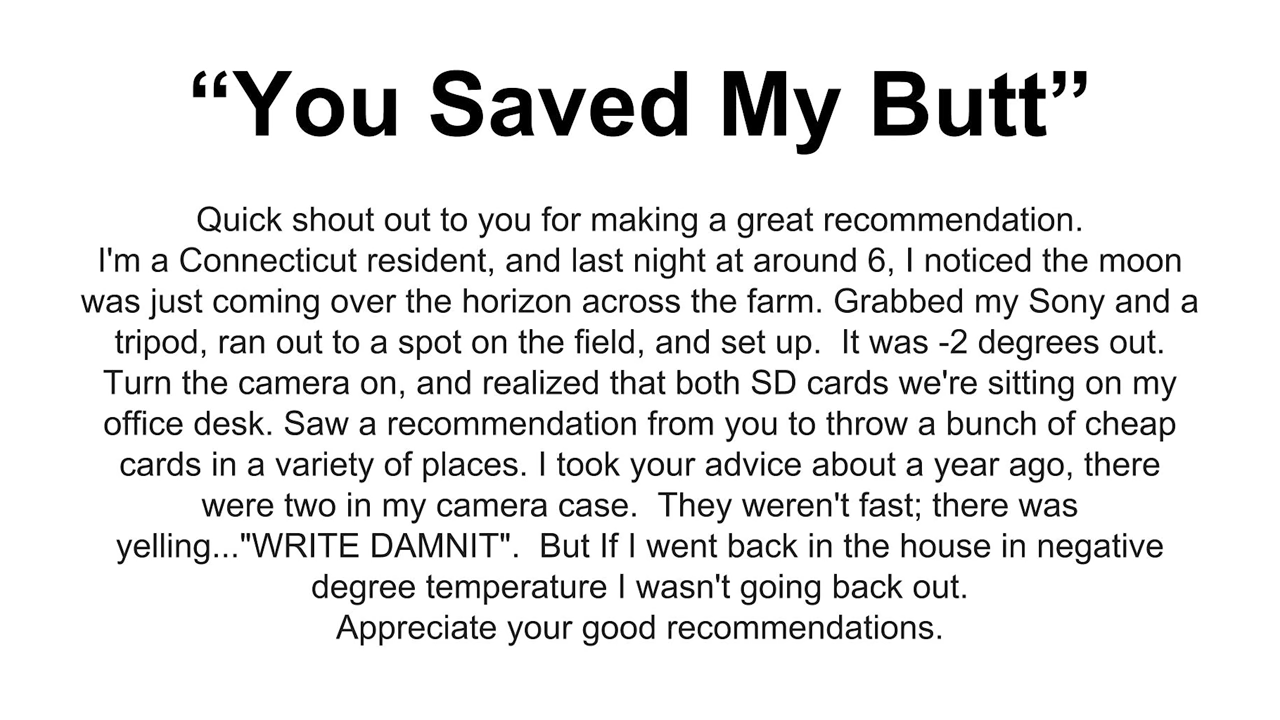 “You Saved My Butt”
Quick shout out to you for making a great recommendation.
I'm a Connecticut resident, and last night at around 6, I noticed the moon
was just coming over the horizon across the farm. Grabbed my Sony and a
tripod, ran out to a spot on the field, and set up.  It was -2 degrees out.
Turn the camera on, and realized that both SD cards we're sitting on my
office desk. Saw a recommendation from you to throw a bunch of cheap
cards in a variety of places. I took your advice about a year ago, there
were two in my camera case.  They weren't fast; there was
yelling..."WRITE DAMNIT".  But If I went back in the house in negative
degree temperature I wasn't going back out.
Appreciate your good recommendations.